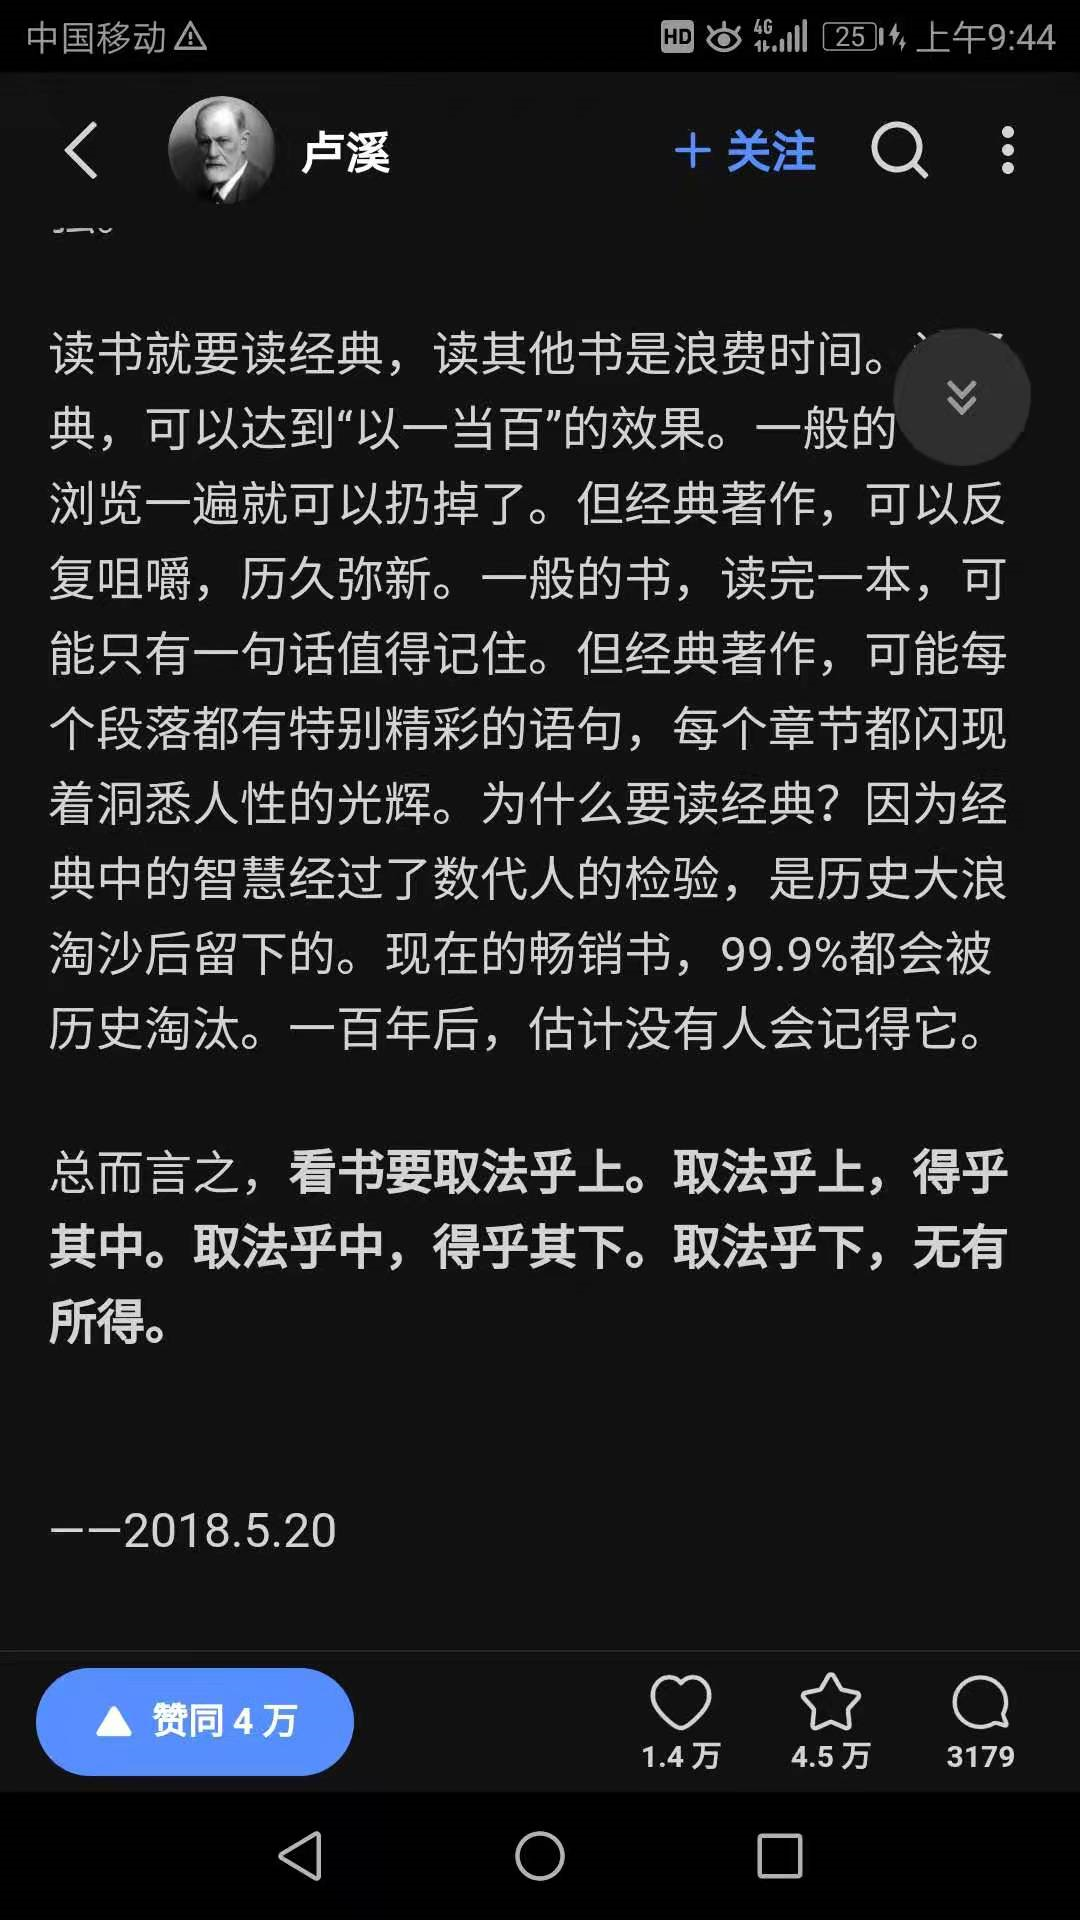 中国移动
HD 4G 25 上午9:44
卢溪
+ 关注
读书就要读经典，读其他书是浪费时间。
典，可以达到“以一当百”的效果。一般的
浏览一遍就可以扔掉了。但经典著作，可以反
复咀嚼，历久弥新。一般的书，读完一本，可
能只有一句话值得记住。但经典著作，可能每
个段落都有特别精彩的语句，每个章节都闪现
着洞悉人性的光辉。为什么要读经典？因为经
典中的智慧经过了数代人的检验，是历史大浪
淘沙后留下的。现在的畅销书，99.9%都会被
历史淘汰。一百年后，估计没有人会记得它。
总而言之，看书要取法乎上。取法乎上，得乎
其中。取法乎中，得乎其下。取法乎下，无有
所得。
——2018.5.20
赞同 4 万
1.4 万
4.5 万
3179